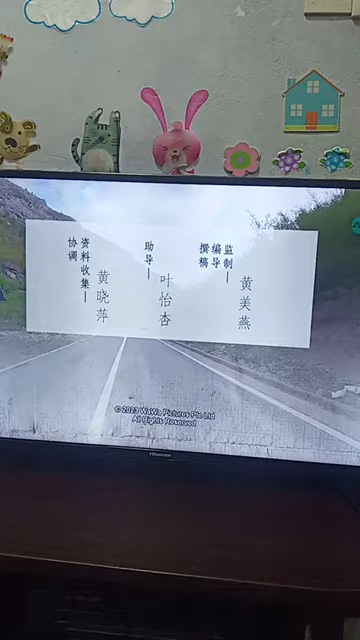 监制
编导
撰稿
黄美燕
助导
叶怡杏
资料收集
协调
黄晓萍
© 2023 WaWa Pictures Pte Ltd
All Rights Reserved
Hisense